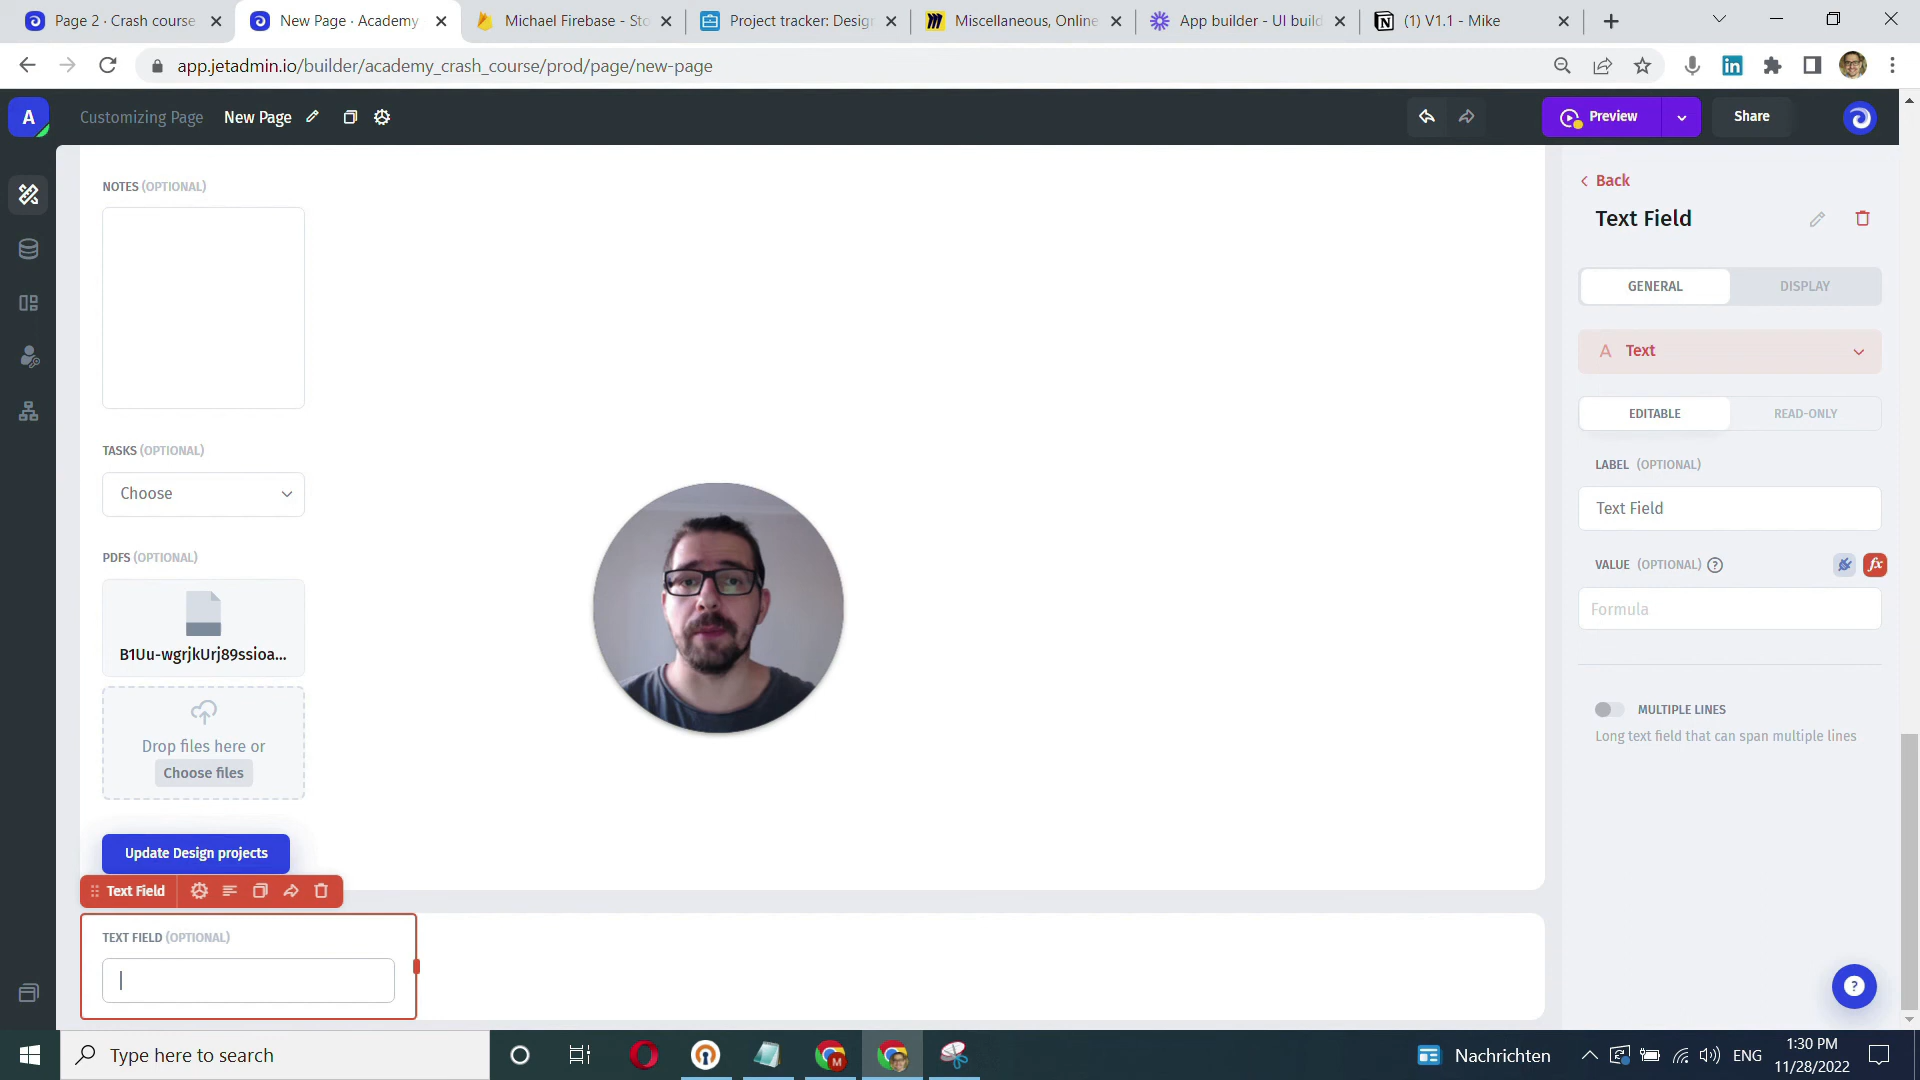 Page 2 · Crash course
New Page · Academy
Michael Firebase - Sto
Project tracker: Design
Miscellaneous, Online
App builder - UI build
(1) V1.1 - Mike
app.jetadmin.io/builder/academy_crash_course/prod/page/new-page
A
Customizing Page
New Page
Preview
Share
NOTES (OPTIONAL)
TASKS (OPTIONAL)
Choose
PDFS (OPTIONAL)
B1Uu-wgrjkUrj89ssioa...
Drop files here or
Choose files
Update Design projects
Text Field
TEXT FIELD (OPTIONAL)
Back
Text Field
GENERAL
DISPLAY
A Text
EDITABLE
READ-ONLY
LABEL (OPTIONAL)
Text Field
VALUE (OPTIONAL) ?
fx
Formula
MULTIPLE LINES
Long text field that can span multiple lines
?
Type here to search
Nachrichten
ENG
1:30 PM
11/28/2022